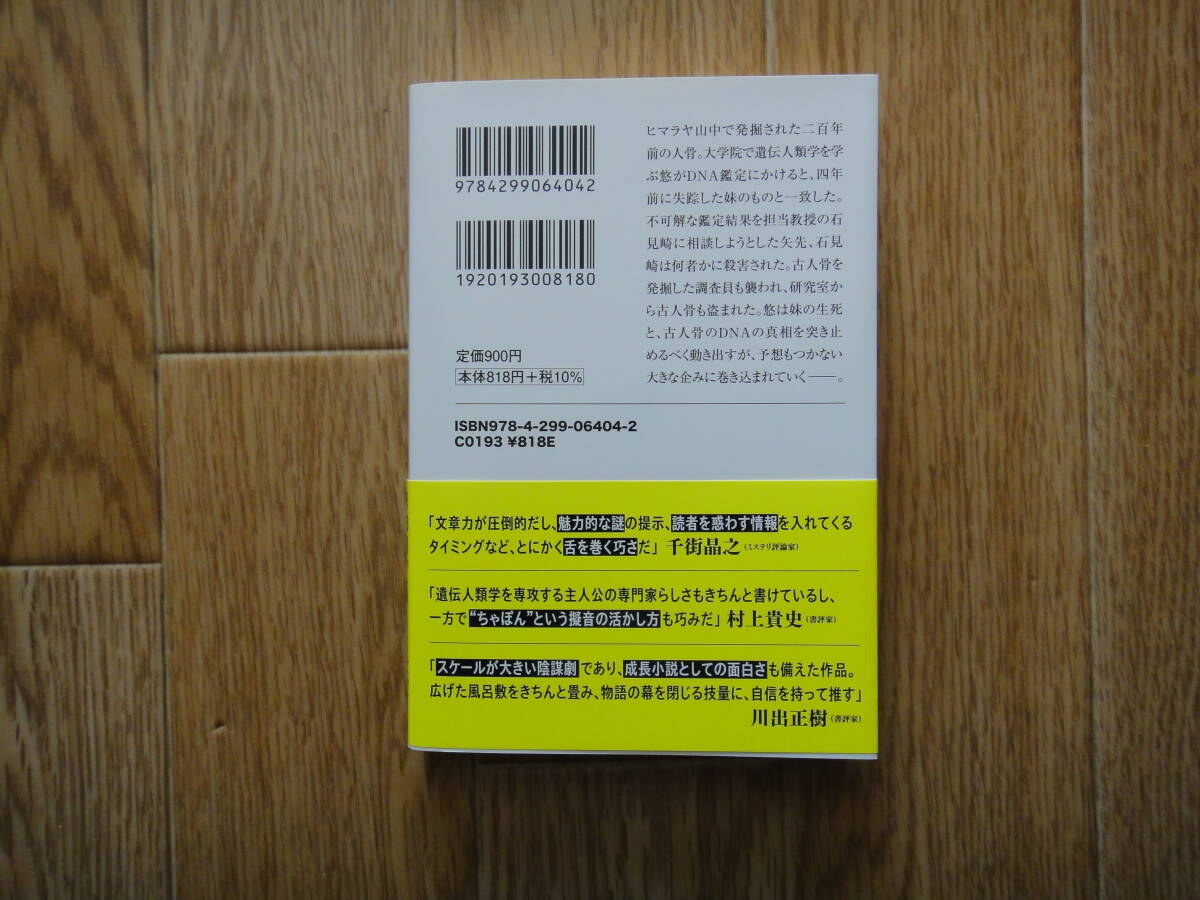 9784299064042
1920193008180
定価900円
本体818円+税10%
ヒマラヤ山中で発掘された二百年
前の人骨。大学院で遺伝人類学を学
ぶ悠がDNA鑑定にかけると、四年
前に失踪した妹のものと一致した。
不可解な鑑定結果を担当教授の石
見崎に相談しようとした矢先、石見
崎は何者かに殺害された。古人骨を
発掘した調査員も襲われ、研究室か
ら古人骨も盗まれた。悠は妹の生死
と、古人骨のDNAの真相を突き止
めるべく動き出すが、予想もつかない
大きな企みに巻き込まれていく――。
ISBN978-4-299-06404-2
C0193 ¥818E
「文章力が圧倒的だし、魅力的な謎の提示、読者を惑わす情報を入れてくる
タイミングなど、とにかく舌を巻く巧さだ」 千街晶之(ミステリ評論家)
「遺伝人類学を専攻する主人公の専門家らしさもきちんと書けているし、
一方で“ちゃぽん”という擬音の活かし方も巧みだ」 村上貴史(書評家)
「スケールが大きい陰謀劇であり、成長小説としての面白さも備えた作品。
広げた風呂敷をきちんと畳み、物語の幕を閉じる技量に、自信を持って推す」
川出正樹(書評家)